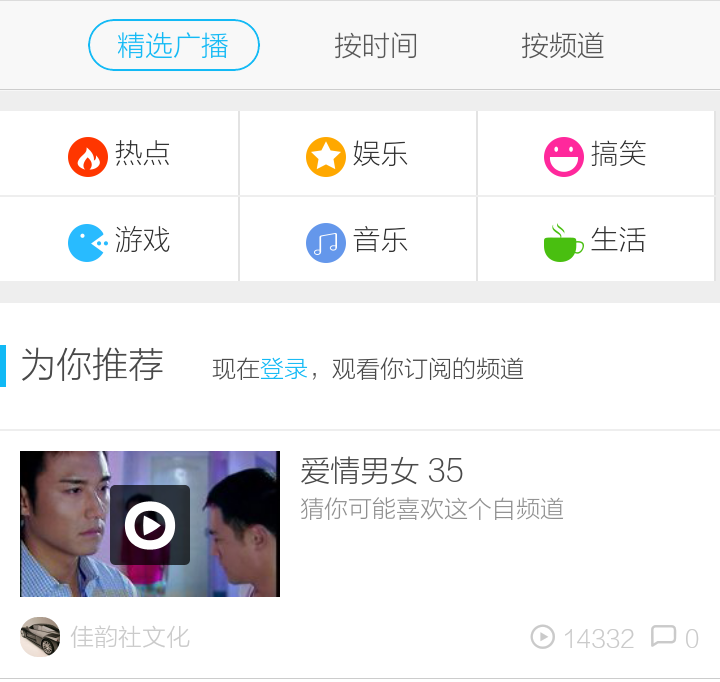 精选广播 按时间 按频道
热点 娱乐 搞笑
游戏 音乐 生活
为你推荐 现在登录，观看你订阅的频道
爱情男女 35
猜你可能喜欢这个自频道
佳韵社文化 14332 0